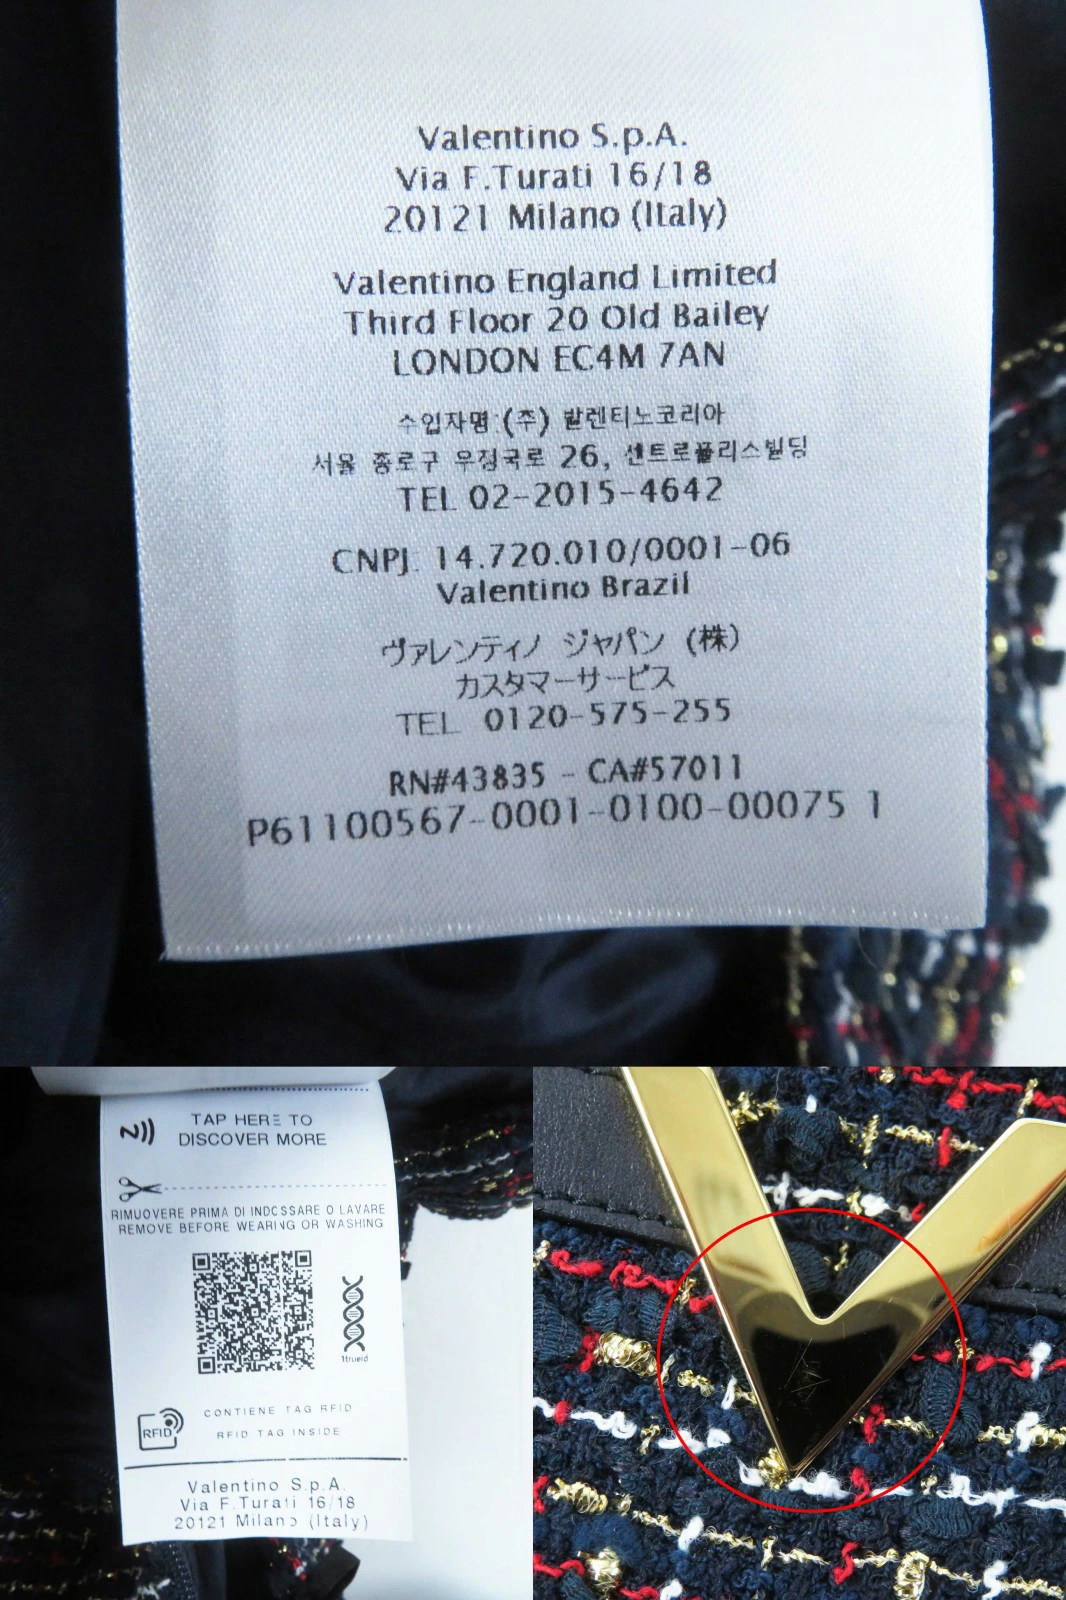 Valentino S.p.A.
Via F.Turati 16/18
20121 Milano (Italy)
Valentino England Limited
Third Floor 20 Old Bailey
LONDON EC4M 7AN
수입자명:(주) 발렌티노코리아
서울 종로구 우정국로 26, 센트로폴리스빌딩
TEL 02-2015-4642
CNPJ. 14.720.010/0001-06
Valentino Brazil
ヴァレンティノ ジャパン (株)
カスタマーサービス
TEL 0120-575-255
RN#43835 - CA#57011
P61100567-0001-0100-00075 1
TAP HERE TO
DISCOVER MORE
RIMUOVERE PRIMA DI INDOSSARE O LAVARE
REMOVE BEFORE WEARING OR WASHING
1trueid
RFID
CONTIENE TAG RFID
RFID TAG INSIDE
Valentino S.p.A.
Via F.Turati 16/18
20121 Milano (Italy)